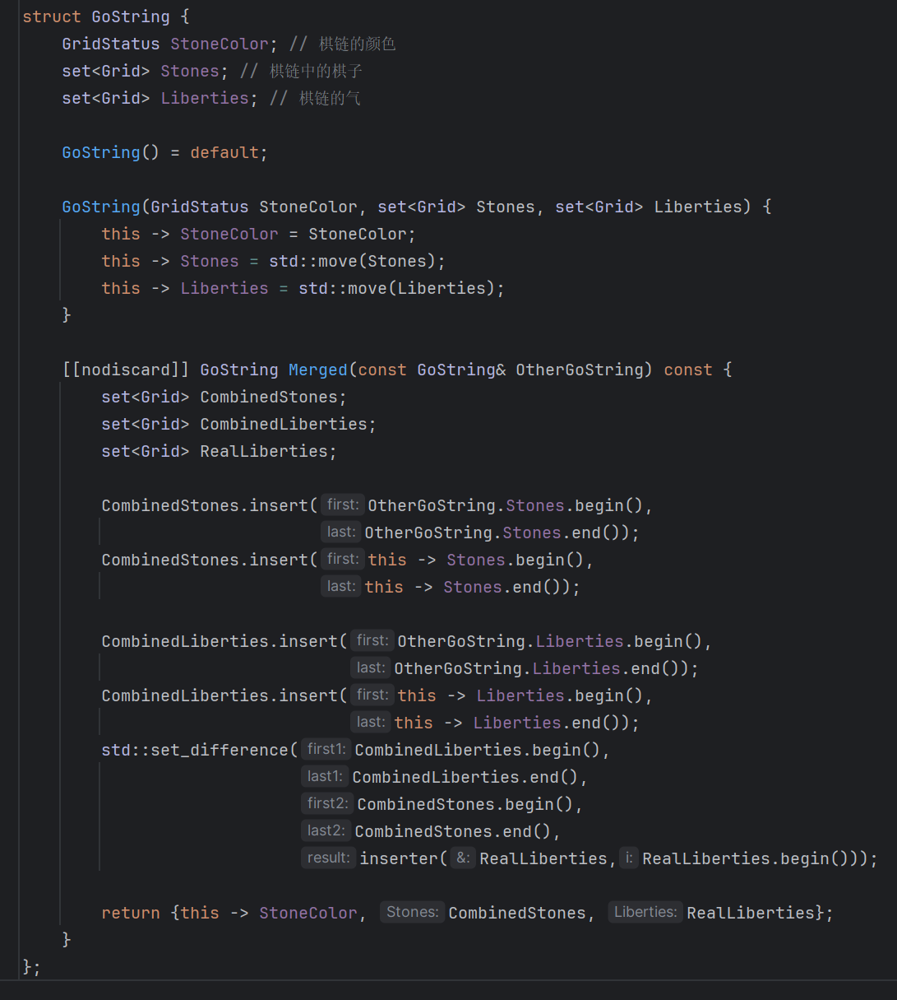 struct GoString {
GridStatus StoneColor; // 棋链的颜色
set<Grid> Stones; // 棋链中的棋子
set<Grid> Liberties; // 棋链的气
GoString() = default;
GoString(GridStatus StoneColor, set<Grid> Stones, set<Grid> Liberties) {
this -> StoneColor = StoneColor;
this -> Stones = std::move(Stones);
this -> Liberties = std::move(Liberties);
}
[[nodiscard]] GoString Merged(const GoString& OtherGoString) const {
set<Grid> CombinedStones;
set<Grid> CombinedLiberties;
set<Grid> RealLiberties;
CombinedStones.insert( first: OtherGoString.Stones.begin(),
last: OtherGoString.Stones.end());
CombinedStones.insert( first: this -> Stones.begin(),
last: this -> Stones.end());
CombinedLiberties.insert( first: OtherGoString.Liberties.begin(),
last: OtherGoString.Liberties.end());
CombinedLiberties.insert( first: this -> Liberties.begin(),
last: this -> Liberties.end());
std::set_difference( first1: CombinedLiberties.begin(),
last1: CombinedLiberties.end(),
first2: CombinedStones.begin(),
last2: CombinedStones.end(),
result: inserter( &: RealLiberties, i: RealLiberties.begin()));
return {this -> StoneColor, Stones: CombinedStones, Liberties: RealLiberties};
}
};